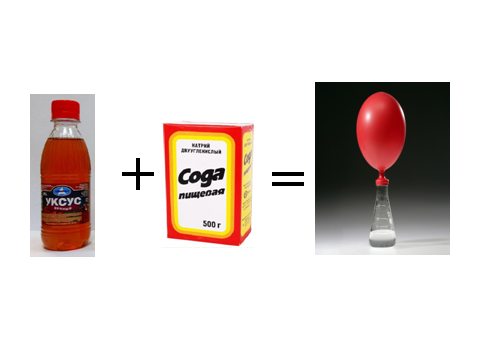 УКСУС
+
НАТРИЙ
ДВУУГЛЕКИСЛЫЙ
Сода
пищевая
500 г
=